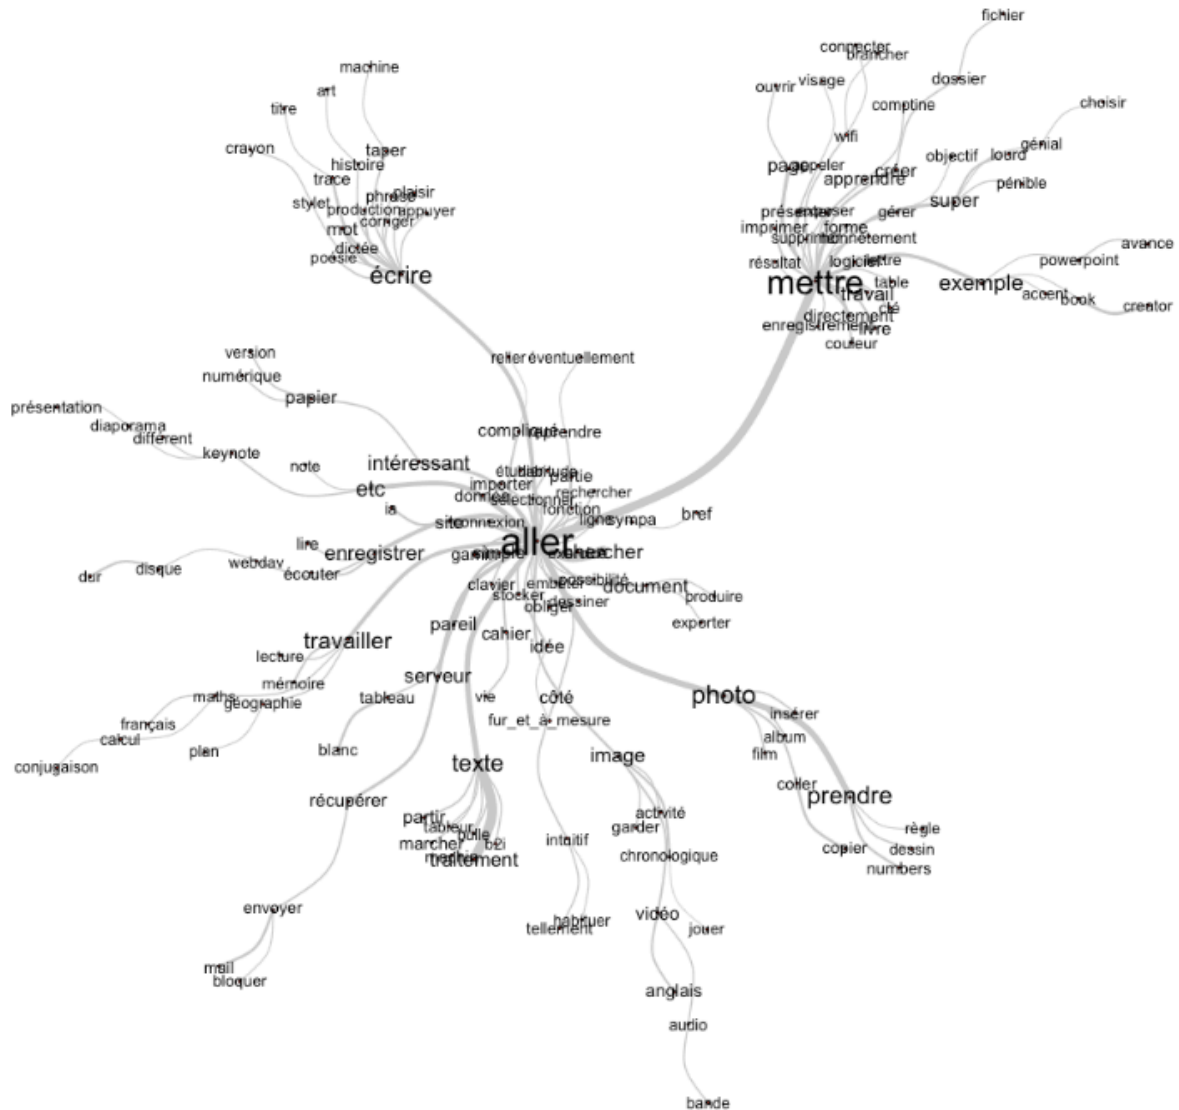 fichier
connecter
brancher
machine
ouvrir
visage
dossier
art
comptine
choisir
titre
wifi
crayon
taper
génial
histoire
objectif
lourd
page
appeler
créer
trace
apprendre
pénible
plaisir
phrase
super
stylet
production
appuyer
gérer
corriger
imprimer
forme
mot
supprimer
honnêtement
avance
dictée
poésie
résultat
logiciel
powerpoint
écrire
mettre
table
exemple
travail
accent
book
clé
creator
directement
enregistrement
livre
couleur
version
relier
éventuellement
numérique
papier
présentation
diaporama
différent
compliqué
reprendre
keynote
intéressant
note
partie
importer
etc
rechercher
sélectionner
fonction
is
site
connexion
ligne
sympa
bref
aller
lire
enregistrer
chercher
webdav
écouter
disque
dur
clavier
embêter
possibilité
document
stocker
dessiner
obliger
produire
pareil
cahier
exporter
travailler
idée
lecture
serveur
mémoire
maths
géographie
tableau
vie
côté
photo
insérer
fur_et_à_mesure
français
calcul
plan
blanc
album
film
conjugaison
texte
image
coller
récupérer
prendre
activité
partir
garder
tableur
bulle
règle
marcher
b2i
intuitif
copier
dessin
traitement
chronologique
numbers
envoyer
vidéo
habituer
tellement
jouer
mail
bloquer
anglais
audio
bande